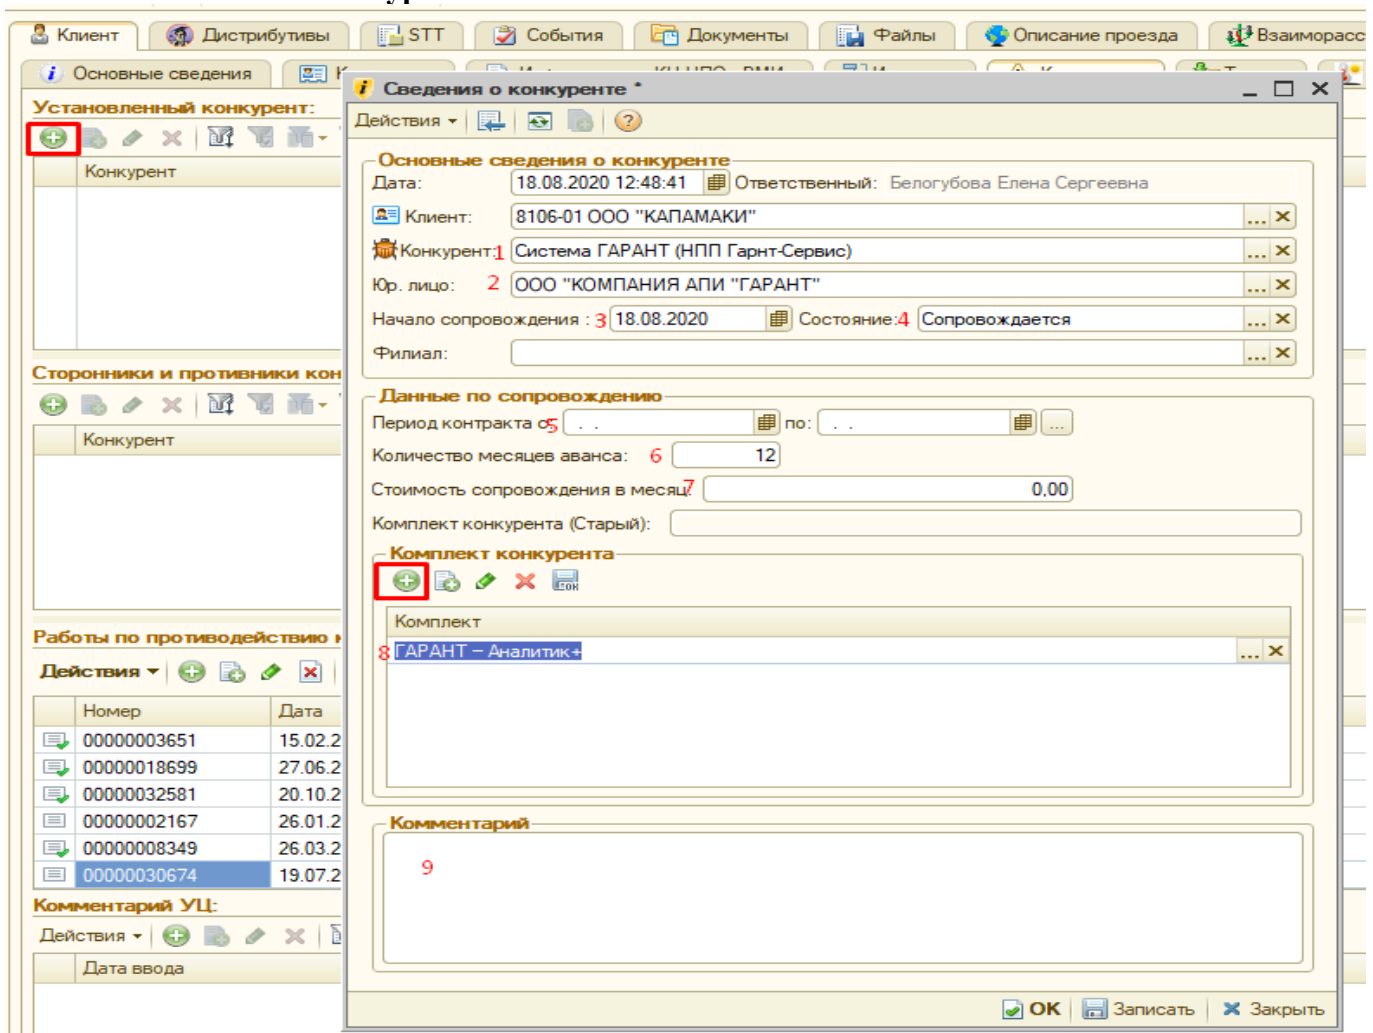 Клиент Дистрибутивы STT События Документы Файлы Описание проезда Взаиморасс
Основные сведения
Установленный конкурент:
Конкурент
Сторонники и противники кон
Конкурент
Работы по противодействию к
Действия
Номер Дата
00000003651 15.02.2
00000018699 27.06.2
00000032581 20.10.2
00000002167 26.01.2
00000008349 26.03.2
00000030674 19.07.2
Комментарий УЦ:
Действия
Дата ввода
Сведения о конкуренте *
Действия
Основные сведения о конкуренте
Дата: 18.08.2020 12:48:41 Ответственный: Белогубова Елена Сергеевна
Клиент: 8106-01 ООО "КАПАМАКИ" ... ×
Конкурент: 1 Система ГАРАНТ (НПП Гарнт-Сервис) ... ×
Юр. лицо: 2 ООО "КОМПАНИЯ АПИ "ГАРАНТ" ... ×
Начало сопровождения : 3 18.08.2020 Состояние: 4 Сопровождается ... ×
Филиал: ... ×
Данные по сопровождению
Период контракта с 5 . . по: . . ...
Количество месяцев аванса: 6 12
Стоимость сопровождения в месяц: 7 0,00
Комплект конкурента (Старый):
Комплект конкурента
Комплект
8 ГАРАНТ – Аналитик+ ... ×
Комментарий
9
OK Записать Закрыть